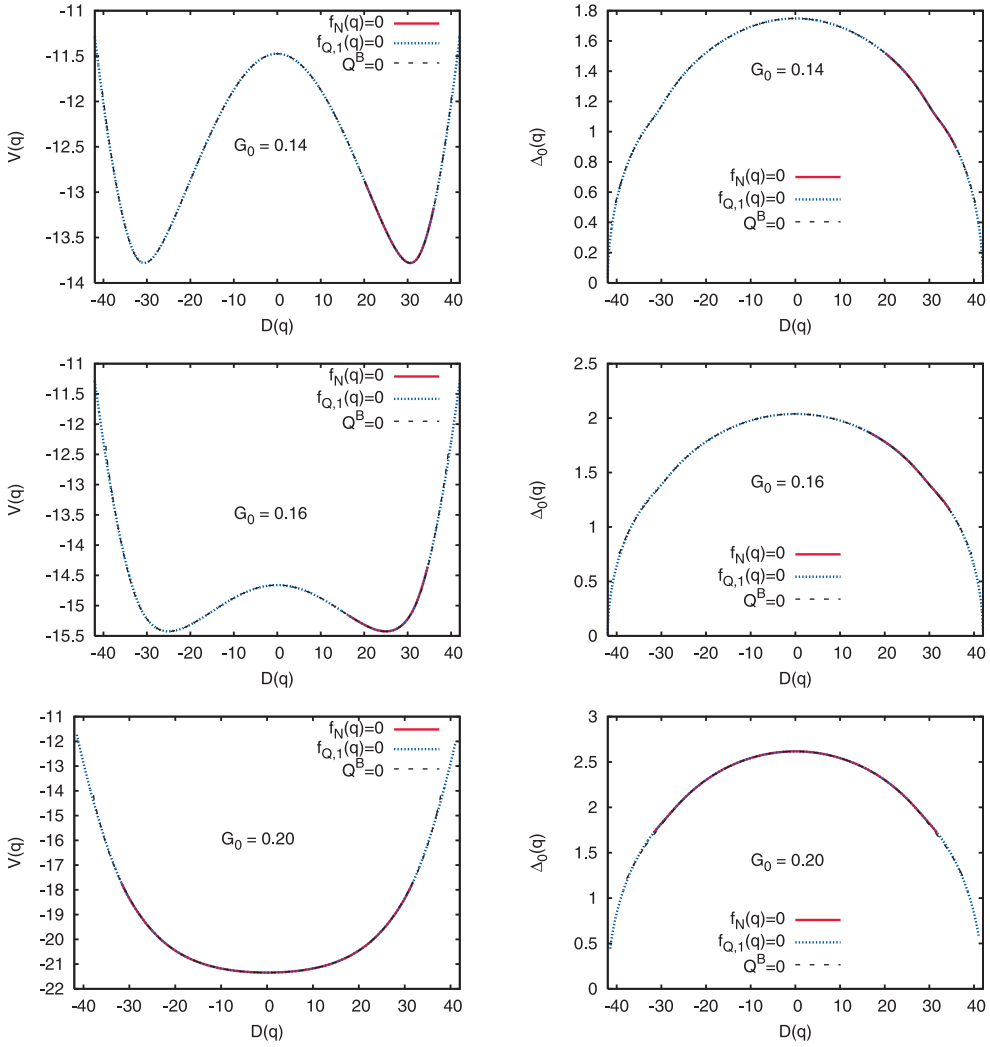 -11
-11.5
-12
-12.5
-13
-13.5
-14
V(q)
f_N(q)=0
f_{Q,1}(q)=0
Q^B=0
G_0 = 0.14
-40 -30 -20 -10 0 10 20 30 40
D(q)
1.8
1.6
1.4
1.2
1
0.8
0.6
0.4
0.2
0
Δ_0(q)
G_0 = 0.14
f_N(q)=0
f_{Q,1}(q)=0
Q^B=0
-40 -30 -20 -10 0 10 20 30 40
D(q)
-11
-11.5
-12
-12.5
-13
-13.5
-14
-14.5
-15
-15.5
V(q)
f_N(q)=0
f_{Q,1}(q)=0
Q^B=0
G_0 = 0.16
-40 -30 -20 -10 0 10 20 30 40
D(q)
2.5
2
1.5
1
0.5
0
Δ_0(q)
G_0 = 0.16
f_N(q)=0
f_{Q,1}(q)=0
Q^B=0
-40 -30 -20 -10 0 10 20 30 40
D(q)
-11
-12
-13
-14
-15
-16
-17
-18
-19
-20
-21
-22
V(q)
f_N(q)=0
f_{Q,1}(q)=0
Q^B=0
G_0 = 0.20
-40 -30 -20 -10 0 10 20 30 40
D(q)
3
2.5
2
1.5
1
0.5
0
Δ_0(q)
G_0 = 0.20
f_N(q)=0
f_{Q,1}(q)=0
Q^B=0
-40 -30 -20 -10 0 10 20 30 40
D(q)